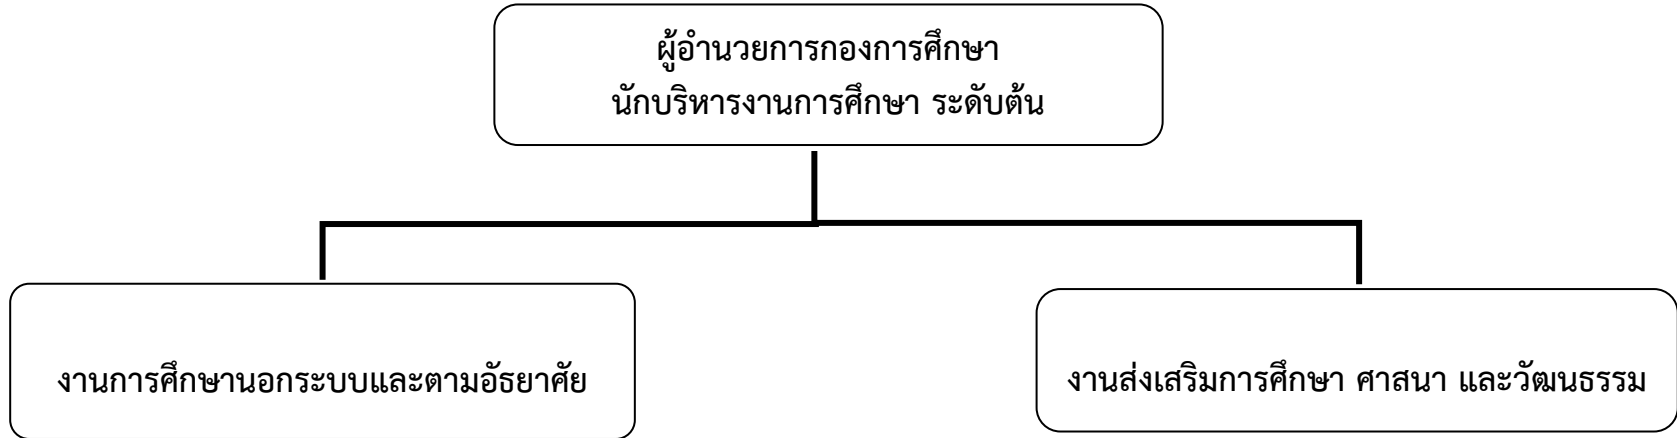 ผู้อำนวยการกองการศึกษา
นักบริหารงานการศึกษา ระดับต้น
งานการศึกษานอกระบบและตามอัธยาศัย
งานส่งเสริมการศึกษา ศาสนา และวัฒนธรรม